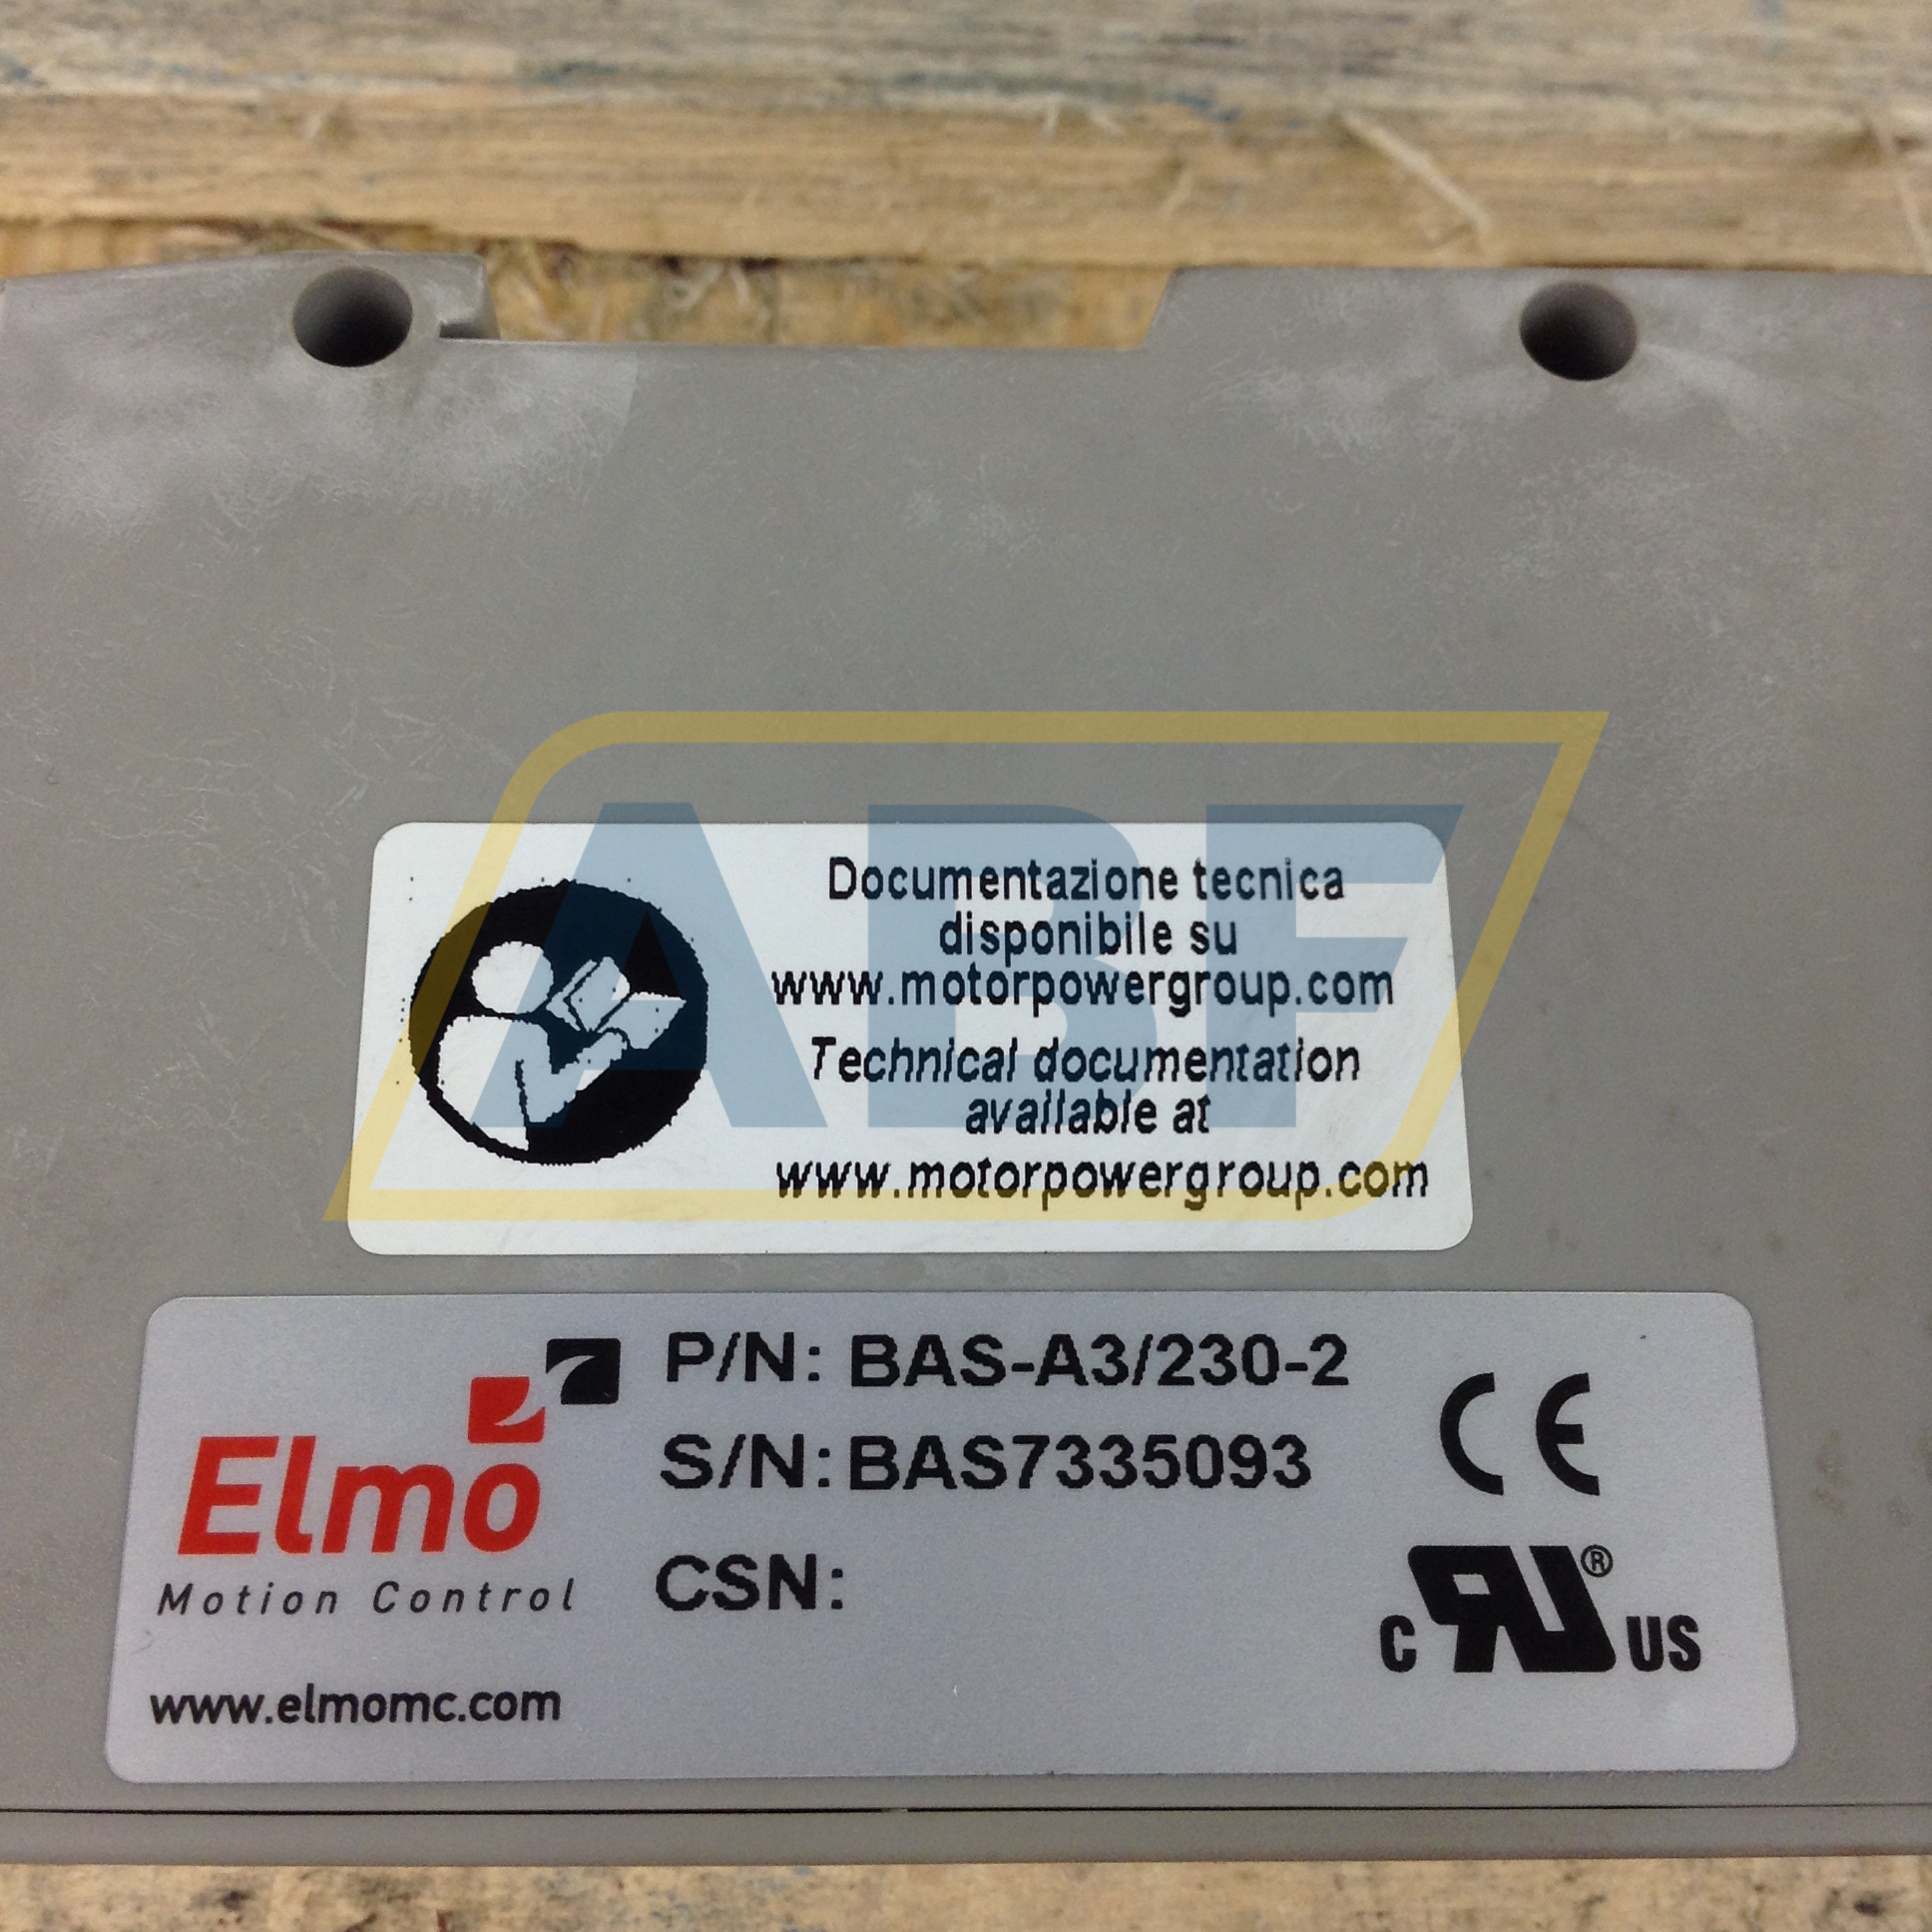 ABF
Documentazione tecnica
disponibile su
www.motorpowergroup.com
Technical documentation
available at
www.motorpowergroup.com
Elmo
Motion Control
www.elmomc.com
P/N: BAS-A3/230-2
S/N: BAS7335093
CSN:
CE
c RU ® US